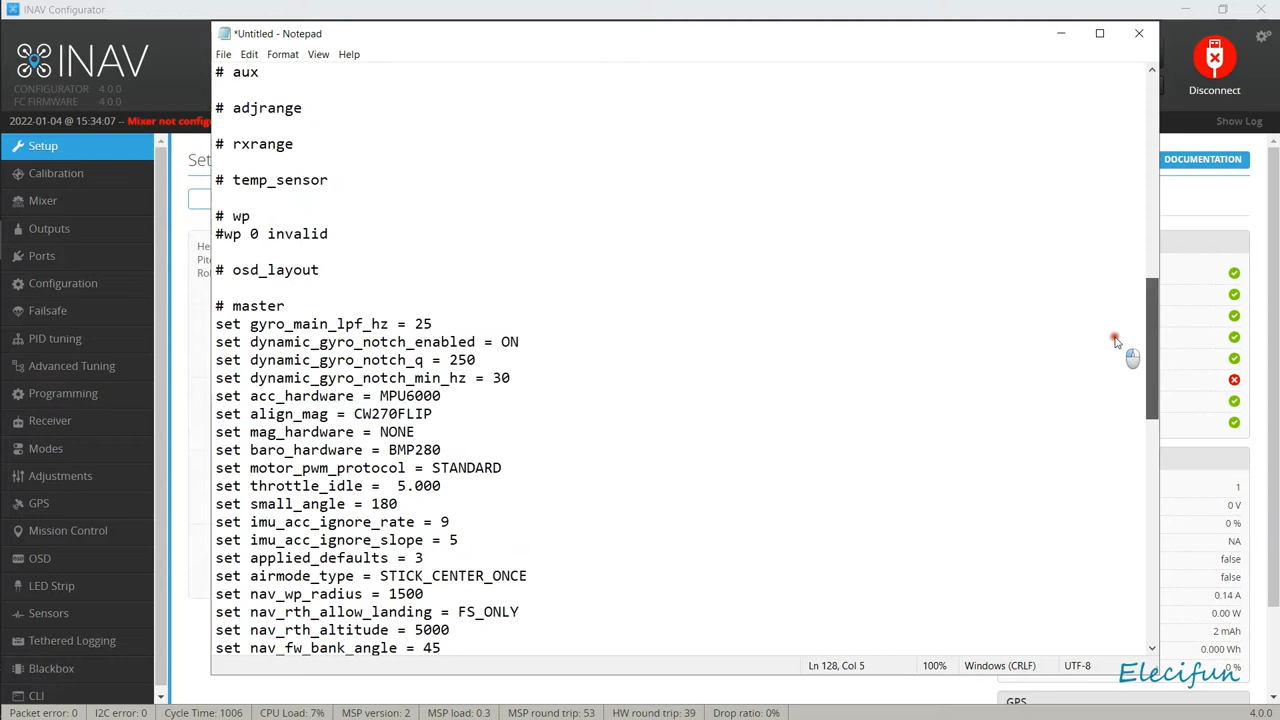 INAV Configurator
*Untitled - Notepad
File Edit Format View Help
INAV
CONFIGURATOR 4.0.0
FC FIRMWARE 4.0.0
2022-01-04 @ 15:34:07 -- Mixer not config
Disconnect
Show Log
Setup
Calibration
Mixer
Outputs
Ports
Configuration
Failsafe
PID tuning
Advanced Tuning
Programming
Receiver
Modes
Adjustments
GPS
Mission Control
OSD
LED Strip
Sensors
Tethered Logging
Blackbox
CLI
Set
He
Pit
Ro
# aux
# adjrange
# rxrange
# temp_sensor
# wp
#wp 0 invalid
# osd_layout
# master
set gyro_main_lpf_hz = 25
set dynamic_gyro_notch_enabled = ON
set dynamic_gyro_notch_q = 250
set dynamic_gyro_notch_min_hz = 30
set acc_hardware = MPU6000
set align_mag = CW270FLIP
set mag_hardware = NONE
set baro_hardware = BMP280
set motor_pwm_protocol = STANDARD
set throttle_idle =  5.000
set small_angle = 180
set imu_acc_ignore_rate = 9
set imu_acc_ignore_slope = 5
set applied_defaults = 3
set airmode_type = STICK_CENTER_ONCE
set nav_wp_radius = 1500
set nav_rth_allow_landing = FS_ONLY
set nav_rth_altitude = 5000
set nav_fw_bank_angle = 45
Ln 128, Col 5 100% Windows (CRLF) UTF-8
DOCUMENTATION
1
0 V
0 %
NA
false
false
0.14 A
0.00 W
2 mAh
0.000 Wh
0 %
Elecifun
GPS
Packet error: 0 I2C error: 0 Cycle Time: 1006 CPU Load: 7% MSP version: 2 MSP load: 0.3 MSP round trip: 53 HW round trip: 39 Drop ratio: 0% 4.0.0